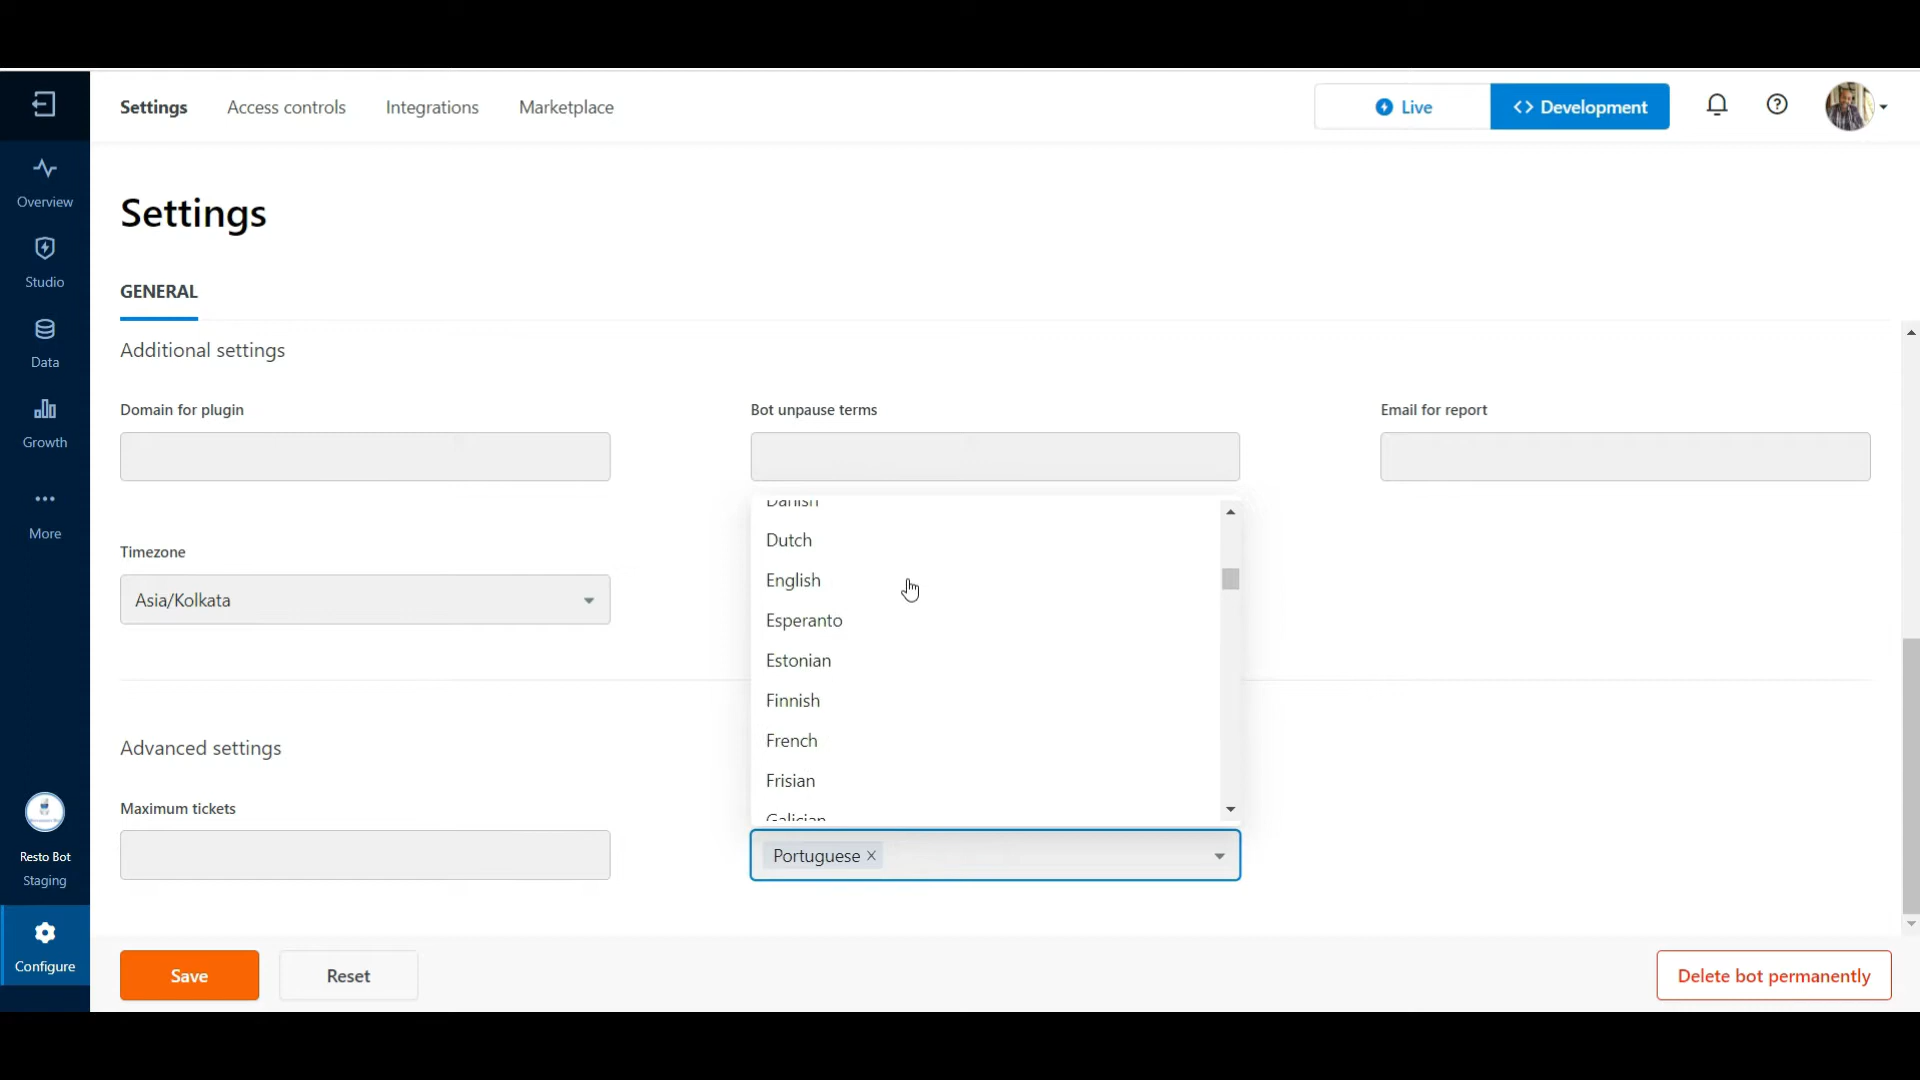 Settings
Access controls
Integrations
Marketplace
Live
<> Development
Overview
Studio
Data
Growth
More
Resto Bot
Staging
Configure
Settings
GENERAL
Additional settings
Domain for plugin
Bot unpause terms
Email for report
Timezone
Asia/Kolkata
Danish
Dutch
English
Esperanto
Estonian
Finnish
French
Frisian
Galician
Advanced settings
Maximum tickets
Portuguese ×
Save
Reset
Delete bot permanently